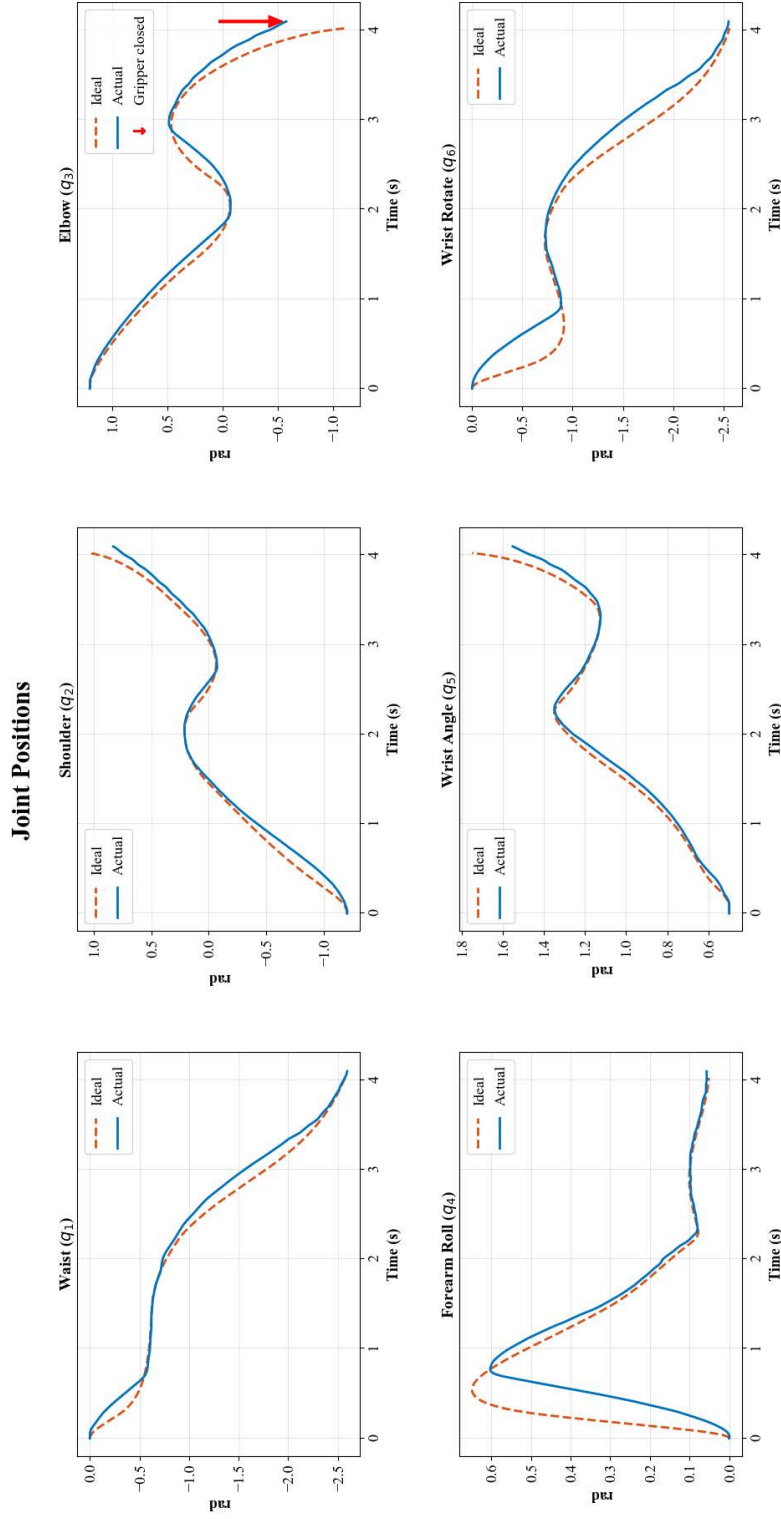 Joint Positions
Waist (q1)
Ideal
Actual
rad
0.0
−0.5
−1.0
−1.5
−2.0
−2.5
0 1 2 3 4
Time (s)
Shoulder (q2)
Ideal
Actual
rad
1.0
0.5
0.0
−0.5
−1.0
0 1 2 3 4
Time (s)
Elbow (q3)
Ideal
Actual
Gripper closed
rad
1.0
0.5
0.0
−0.5
−1.0
0 1 2 3 4
Time (s)
Forearm Roll (q4)
Ideal
Actual
rad
0.6
0.5
0.4
0.3
0.2
0.1
0.0
0 1 2 3 4
Time (s)
Wrist Angle (q5)
Ideal
Actual
rad
1.8
1.6
1.4
1.2
1.0
0.8
0.6
0 1 2 3 4
Time (s)
Wrist Rotate (q6)
Ideal
Actual
rad
0.0
−0.5
−1.0
−1.5
−2.0
−2.5
0 1 2 3 4
Time (s)